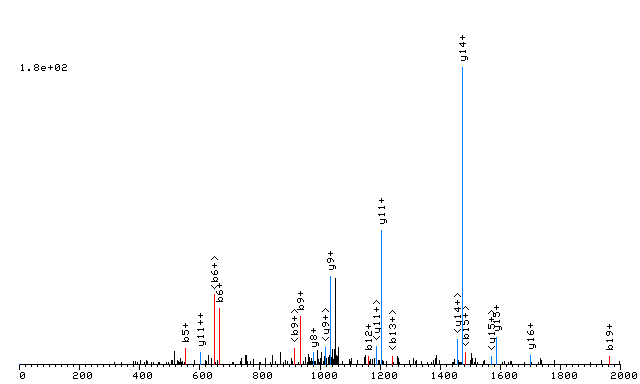 1.8e+02
y14+
y11+
y9+
b6+>
b6+
b9+
<b9+>
b5+
y11++
y8+
<y9+>
b12+
<y11+>
<b13+>
<y14+>
<b15+>
<y15+>
y15+
y16+
b19+
0 200 400 600 800 1000 1200 1400 1600 1800 2000